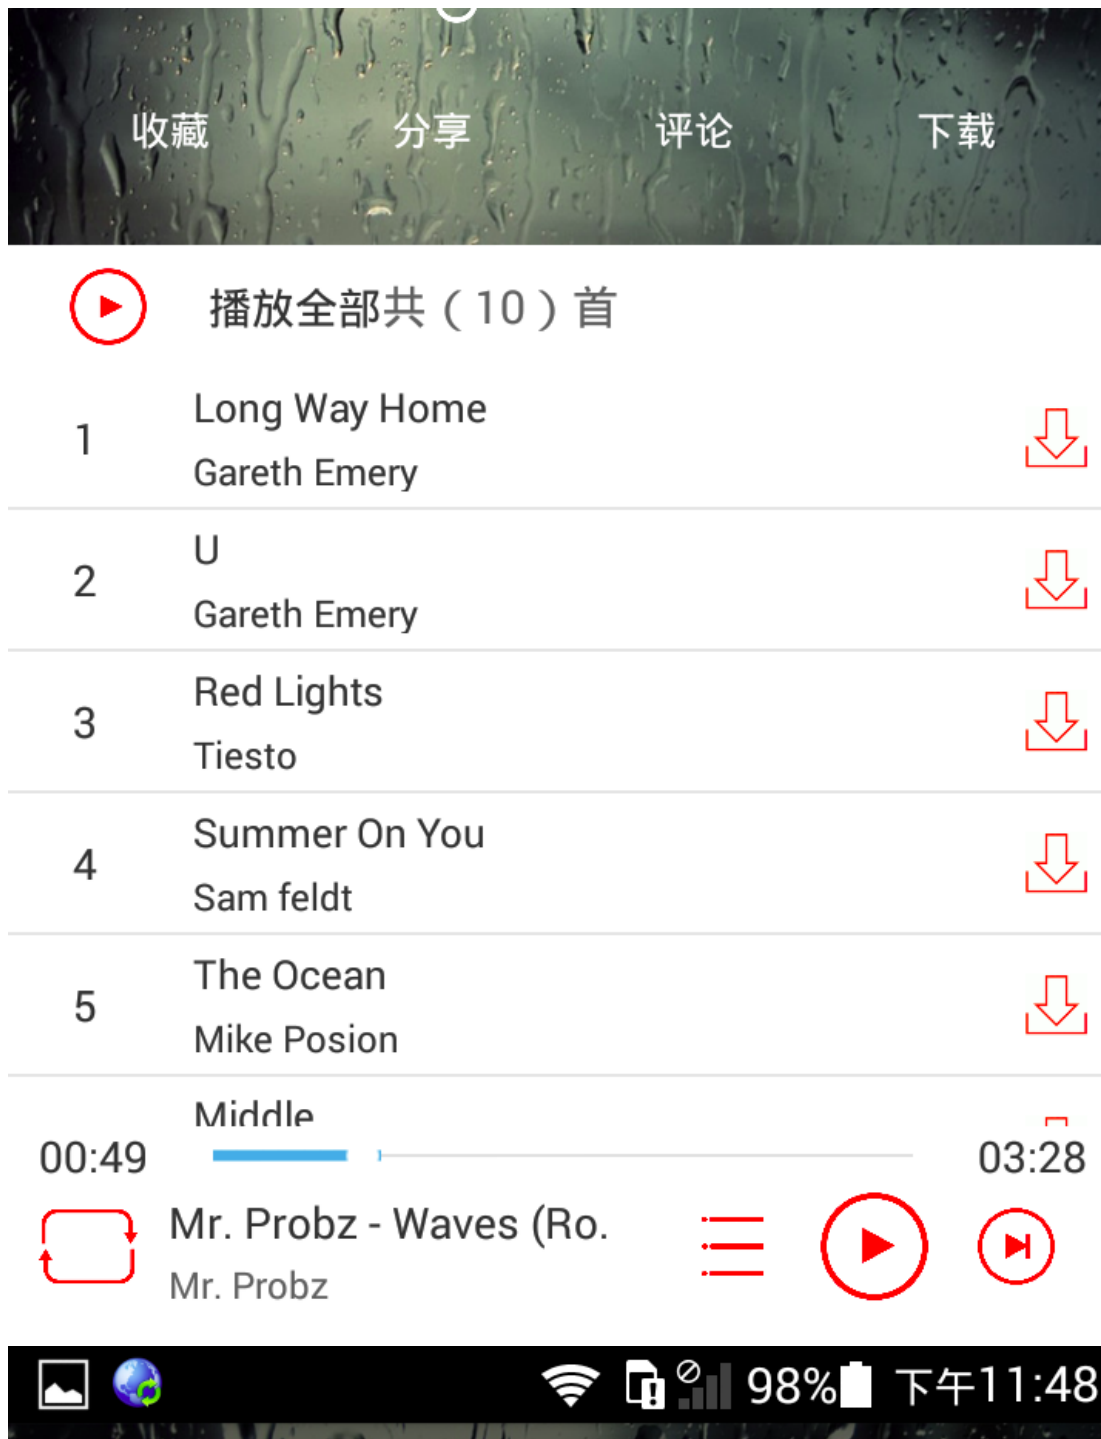 收藏 分享 评论 下载
播放全部共（10）首
1
Long Way Home
Gareth Emery
2
U
Gareth Emery
3
Red Lights
Tiesto
4
Summer On You
Sam feldt
5
The Ocean
Mike Posion
Middle
00:49 03:28
Mr. Probz - Waves (Ro.
Mr. Probz
98% 下午11:48